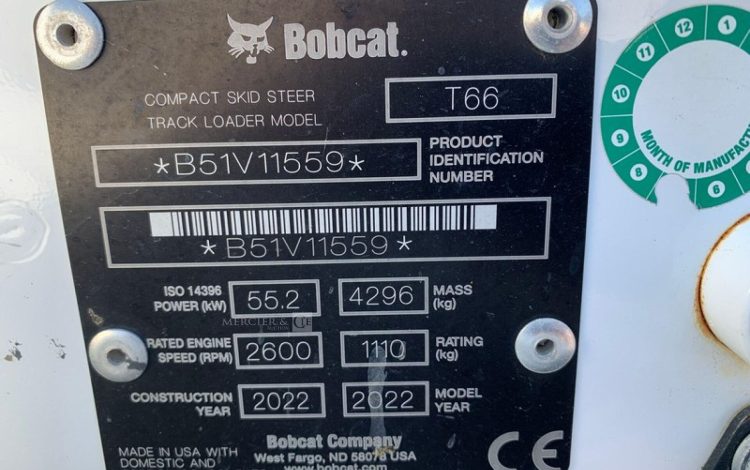 Bobcat.
COMPACT SKID STEER
TRACK LOADER MODEL
T66
*B51V11559*
PRODUCT
IDENTIFICATION
NUMBER
*B51V11559*
ISO 14396
POWER (kW)
55.2
4296
MASS
(kg)
MERCIER & CIE
AUCTION
RATED ENGINE
SPEED (RPM)
2600
1110
RATING
(kg)
CONSTRUCTION
YEAR
2022
2022
MODEL
YEAR
MADE IN USA WITH
DOMESTIC AND
Bobcat Company
West Fargo, ND 58078 USA
www.bobcat.com
CE
10 11 12 1
9 8 6
MONTH OF MANUFACT